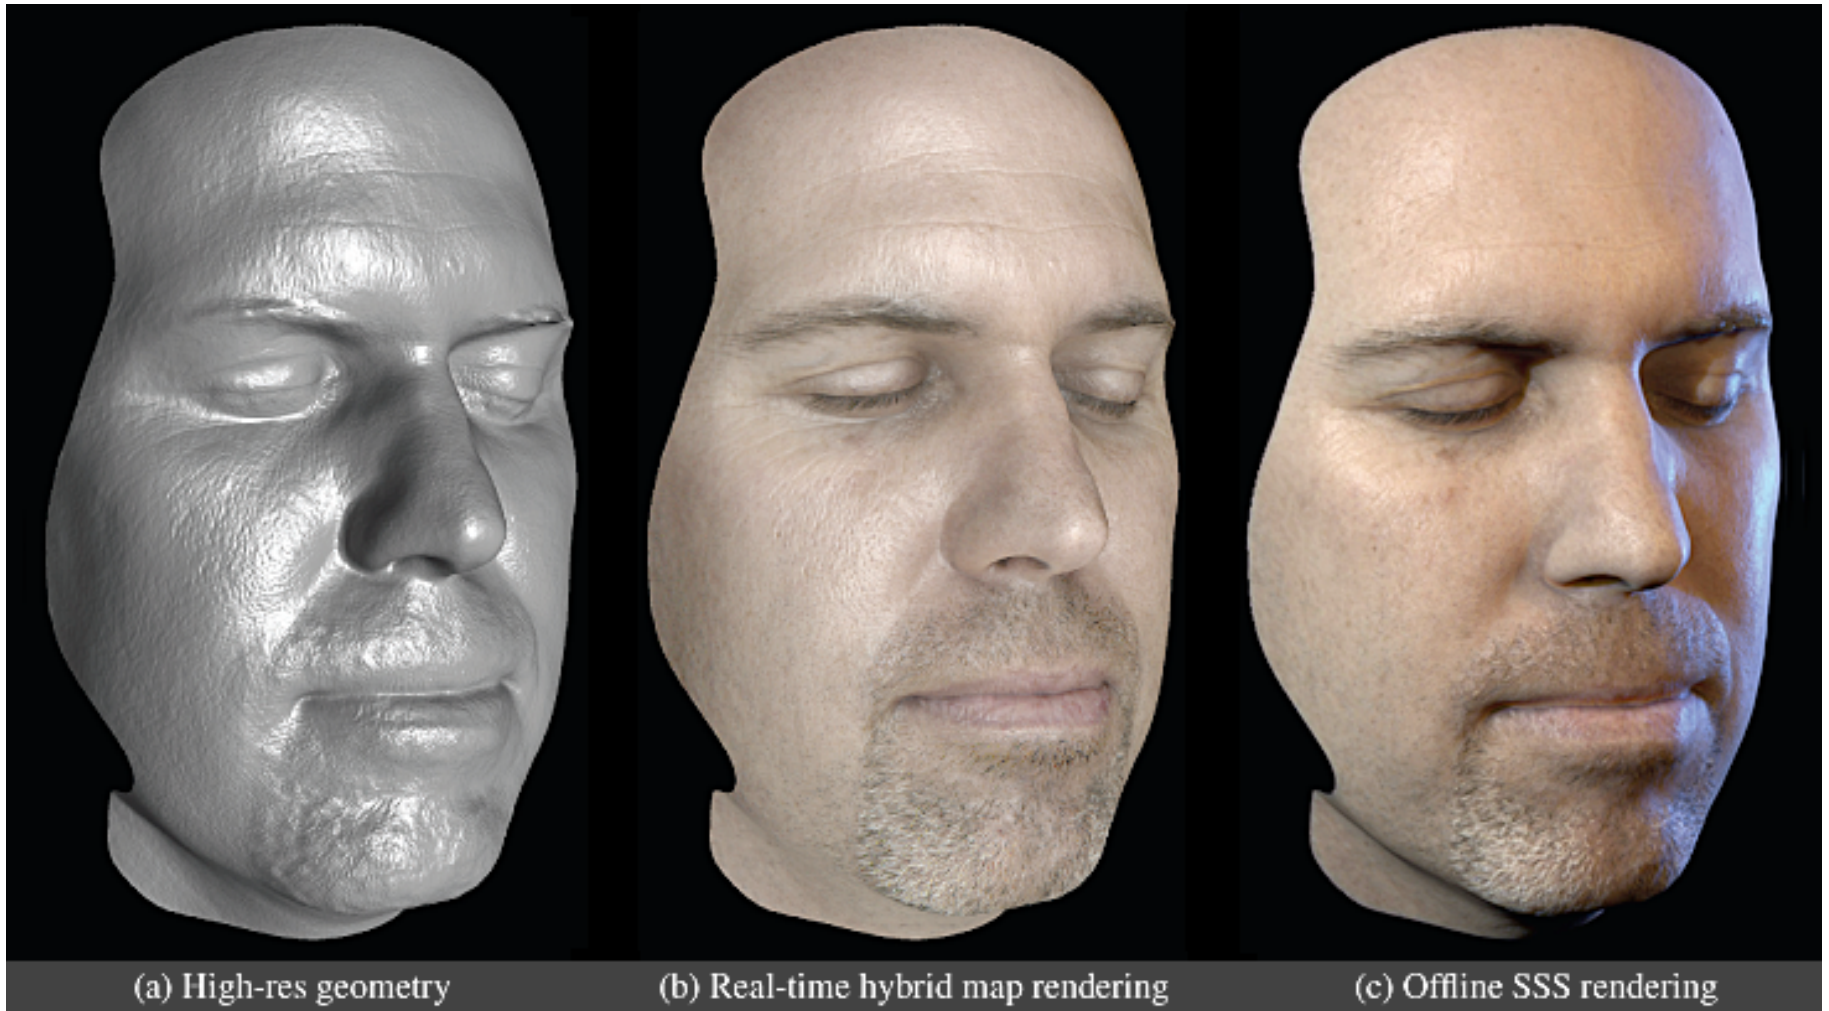 (a) High-res geometry
(b) Real-time hybrid map rendering
(c) Offline SSS rendering